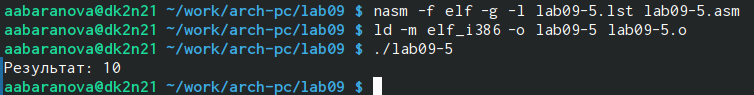 aabaranova@dk2n21 ~/work/arch-pc/lab09 $ nasm -f elf -g -l lab09-5.lst lab09-5.asm
aabaranova@dk2n21 ~/work/arch-pc/lab09 $ ld -m elf_i386 -o lab09-5 lab09-5.o
aabaranova@dk2n21 ~/work/arch-pc/lab09 $ ./lab09-5
Результат: 10
aabaranova@dk2n21 ~/work/arch-pc/lab09 $